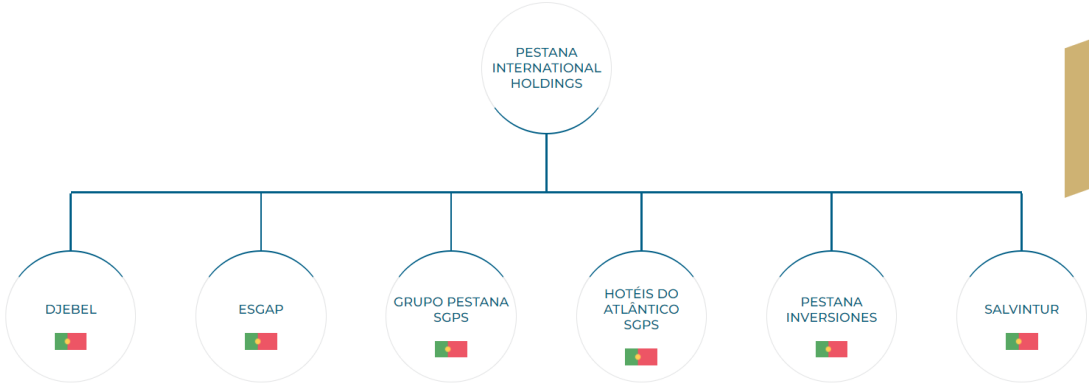 PESTANA
INTERNATIONAL
HOLDINGS
DJEBEL
ESGAP
GRUPO PESTANA
SGPS
HOTÉIS DO
ATLÂNTICO
SGPS
PESTANA
INVERSIONES
SALVINTUR